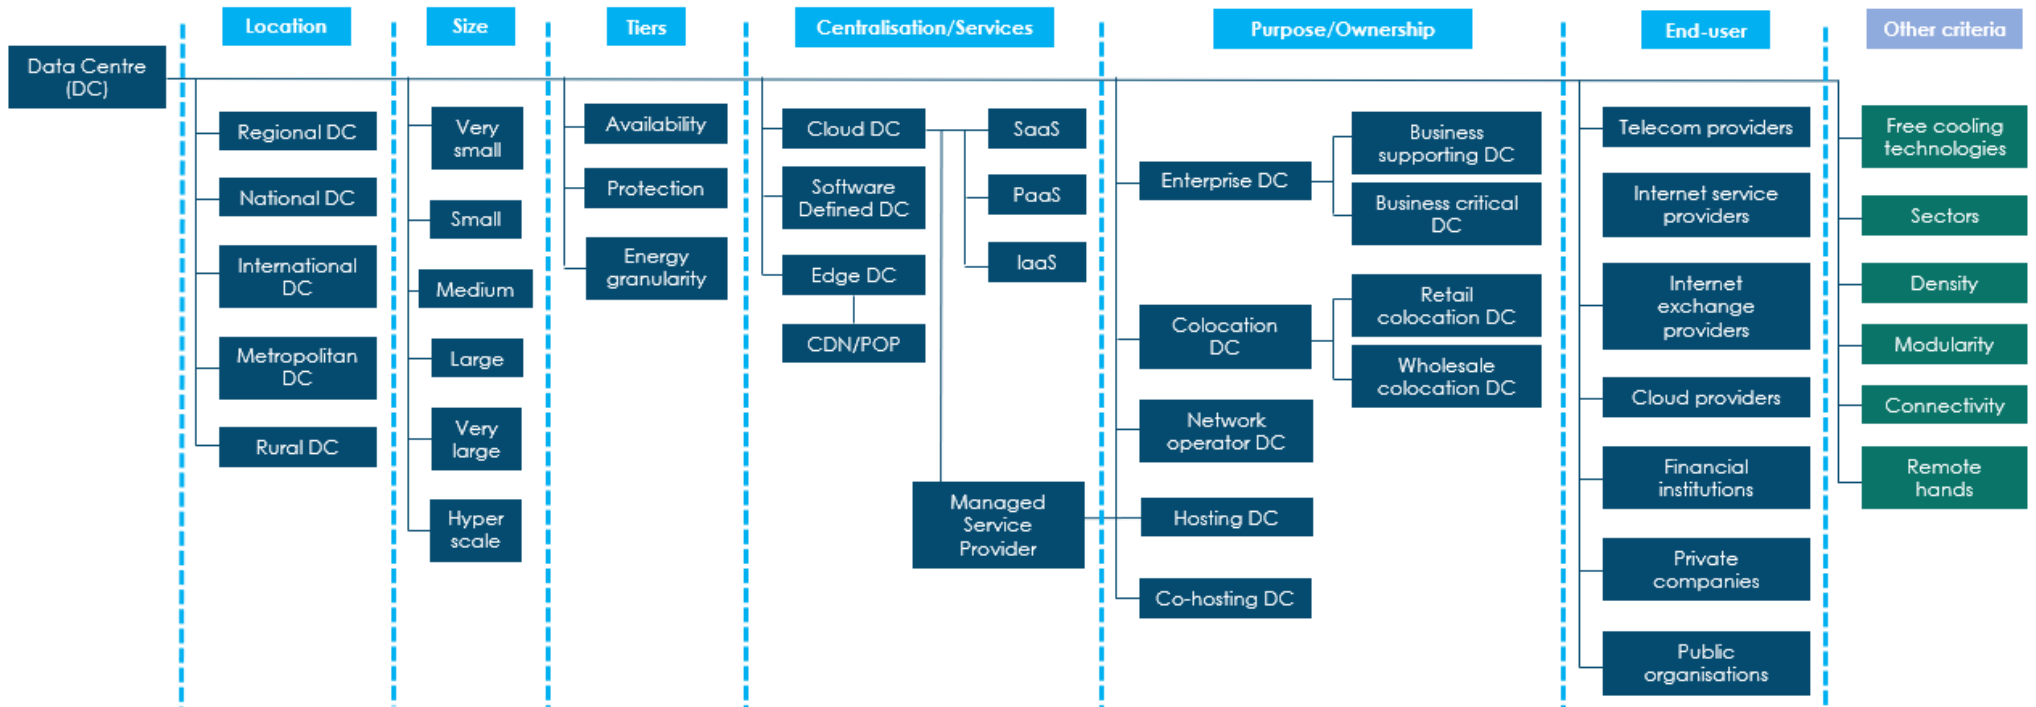 Data Centre
(DC)
Location
Regional DC
National DC
International
DC
Metropolitan
DC
Rural DC
Size
Very
small
Small
Medium
Large
Very
large
Hyper
scale
Tiers
Availability
Protection
Energy
granularity
Centralisation/Services
Cloud DC
Software
Defined DC
Edge DC
CDN/POP
SaaS
PaaS
IaaS
Managed
Service
Provider
Purpose/Ownership
Enterprise DC
Business
supporting DC
Business critical
DC
Colocation
DC
Retail
colocation DC
Wholesale
colocation DC
Network
operator DC
Hosting DC
Co-hosting DC
End-user
Telecom providers
Internet service
providers
Internet
exchange
providers
Cloud providers
Financial
institutions
Private
companies
Public
organisations
Other criteria
Free cooling
technologies
Sectors
Density
Modularity
Connectivity
Remote
hands